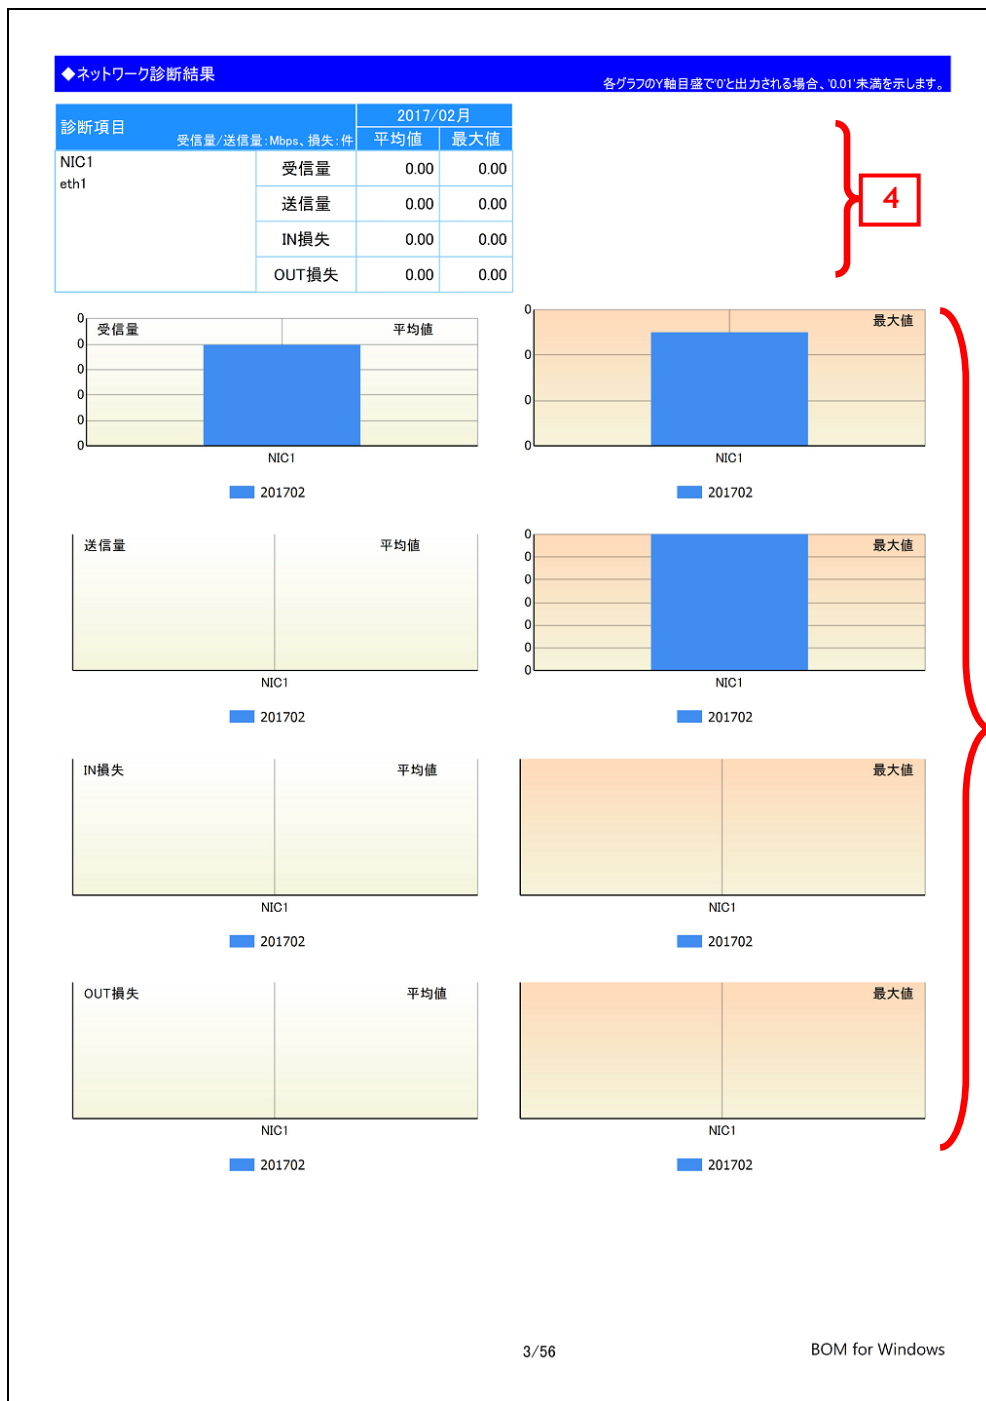 ◆ネットワーク診断結果
各グラフのY軸目盛で'0'と出力される場合、'0.01'未満を示します。
診断項目
受信量/送信量:Mbps、損失:件
2017/02月
平均値 最大値
NIC1
eth1
受信量 0.00 0.00
送信量 0.00 0.00
IN損失 0.00 0.00
OUT損失 0.00 0.00
4
受信量 平均値
0
0
0
0
0
0
NIC1
201702
最大値
0
0
0
0
NIC1
201702
送信量 平均値
NIC1
201702
最大値
0
0
0
0
0
0
0
NIC1
201702
IN損失 平均値
NIC1
201702
最大値
NIC1
201702
OUT損失 平均値
NIC1
201702
最大値
NIC1
201702
3/56
BOM for Windows